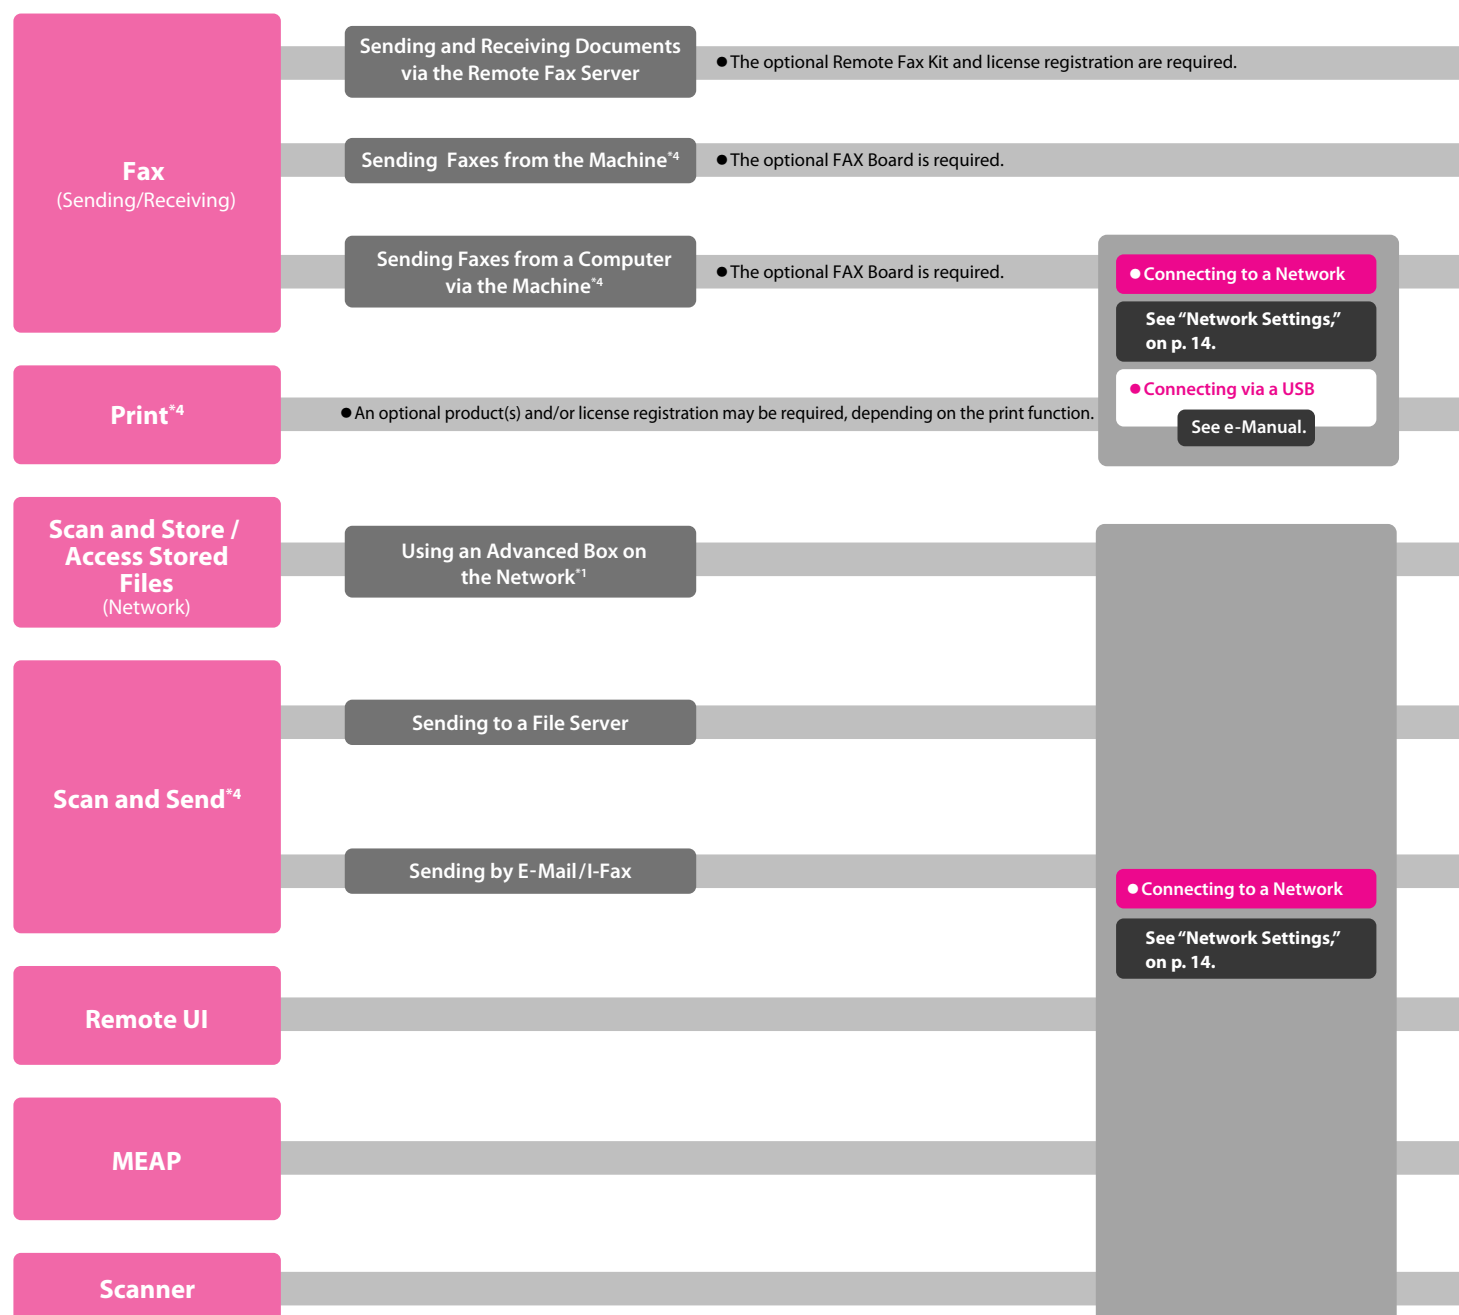 Fax
(Sending/Receiving)
Sending and Receiving Documents
via the Remote Fax Server
●The optional Remote Fax Kit and license registration are required.
Sending Faxes from the Machine*4
●The optional FAX Board is required.
Sending Faxes from a Computer
via the Machine*4
●The optional FAX Board is required.
●Connecting to a Network
See “Network Settings,”
on p. 14.
●Connecting via a USB
See e-Manual.
Print*4
●An optional product(s) and/or license registration may be required, depending on the print function.
Scan and Store /
Access Stored
Files
(Network)
Using an Advanced Box on
the Network*1
Scan and Send*4
Sending to a File Server
Sending by E-Mail/I-Fax
●Connecting to a Network
See “Network Settings,”
on p. 14.
Remote UI
MEAP
Scanner